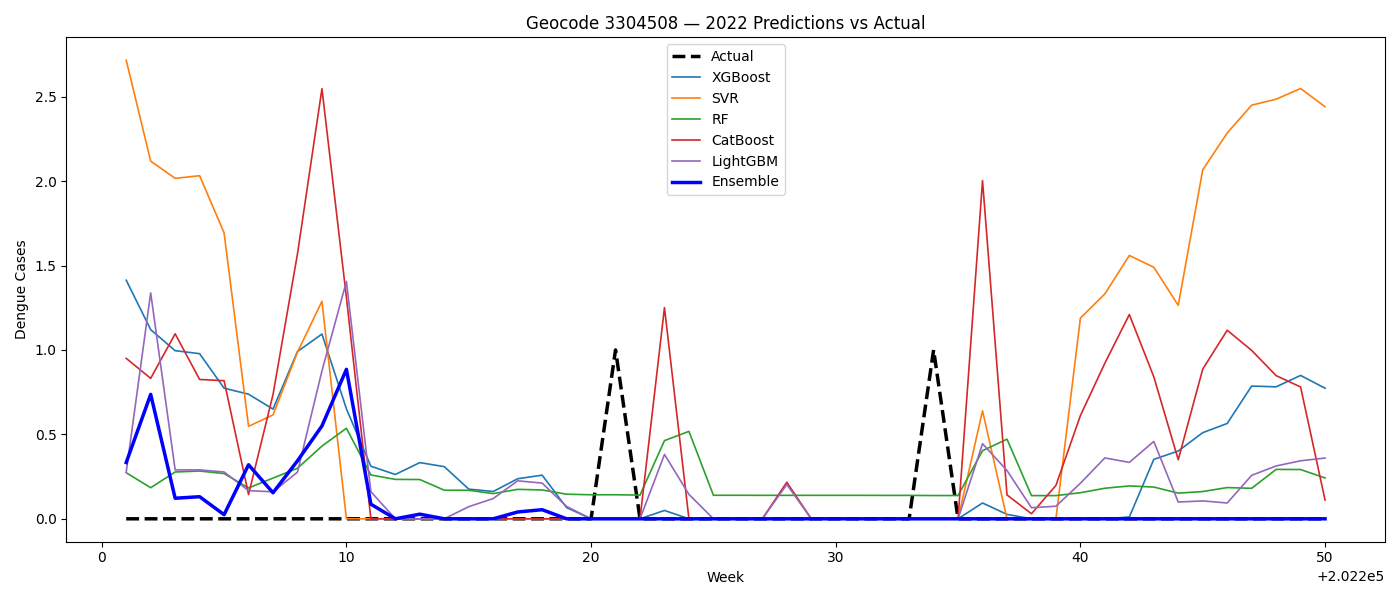 Geocode 3304508 — 2022 Predictions vs Actual
Actual
XGBoost
SVR
RF
CatBoost
LightGBM
Ensemble
Dengue Cases
2.5
2.0
1.5
1.0
0.5
0.0
0 10 20 30 40 50
Week
+2.022e5